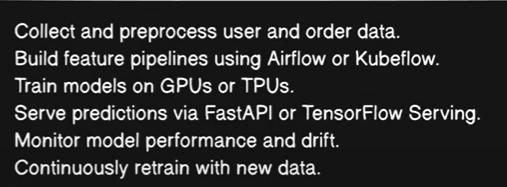 Collect and preprocess user and order data.
Build feature pipelines using Airflow or Kubeflow.
Train models on GPUs or TPUs.
Serve predictions via FastAPI or TensorFlow Serving.
Monitor model performance and drift.
Continuously retrain with new data.